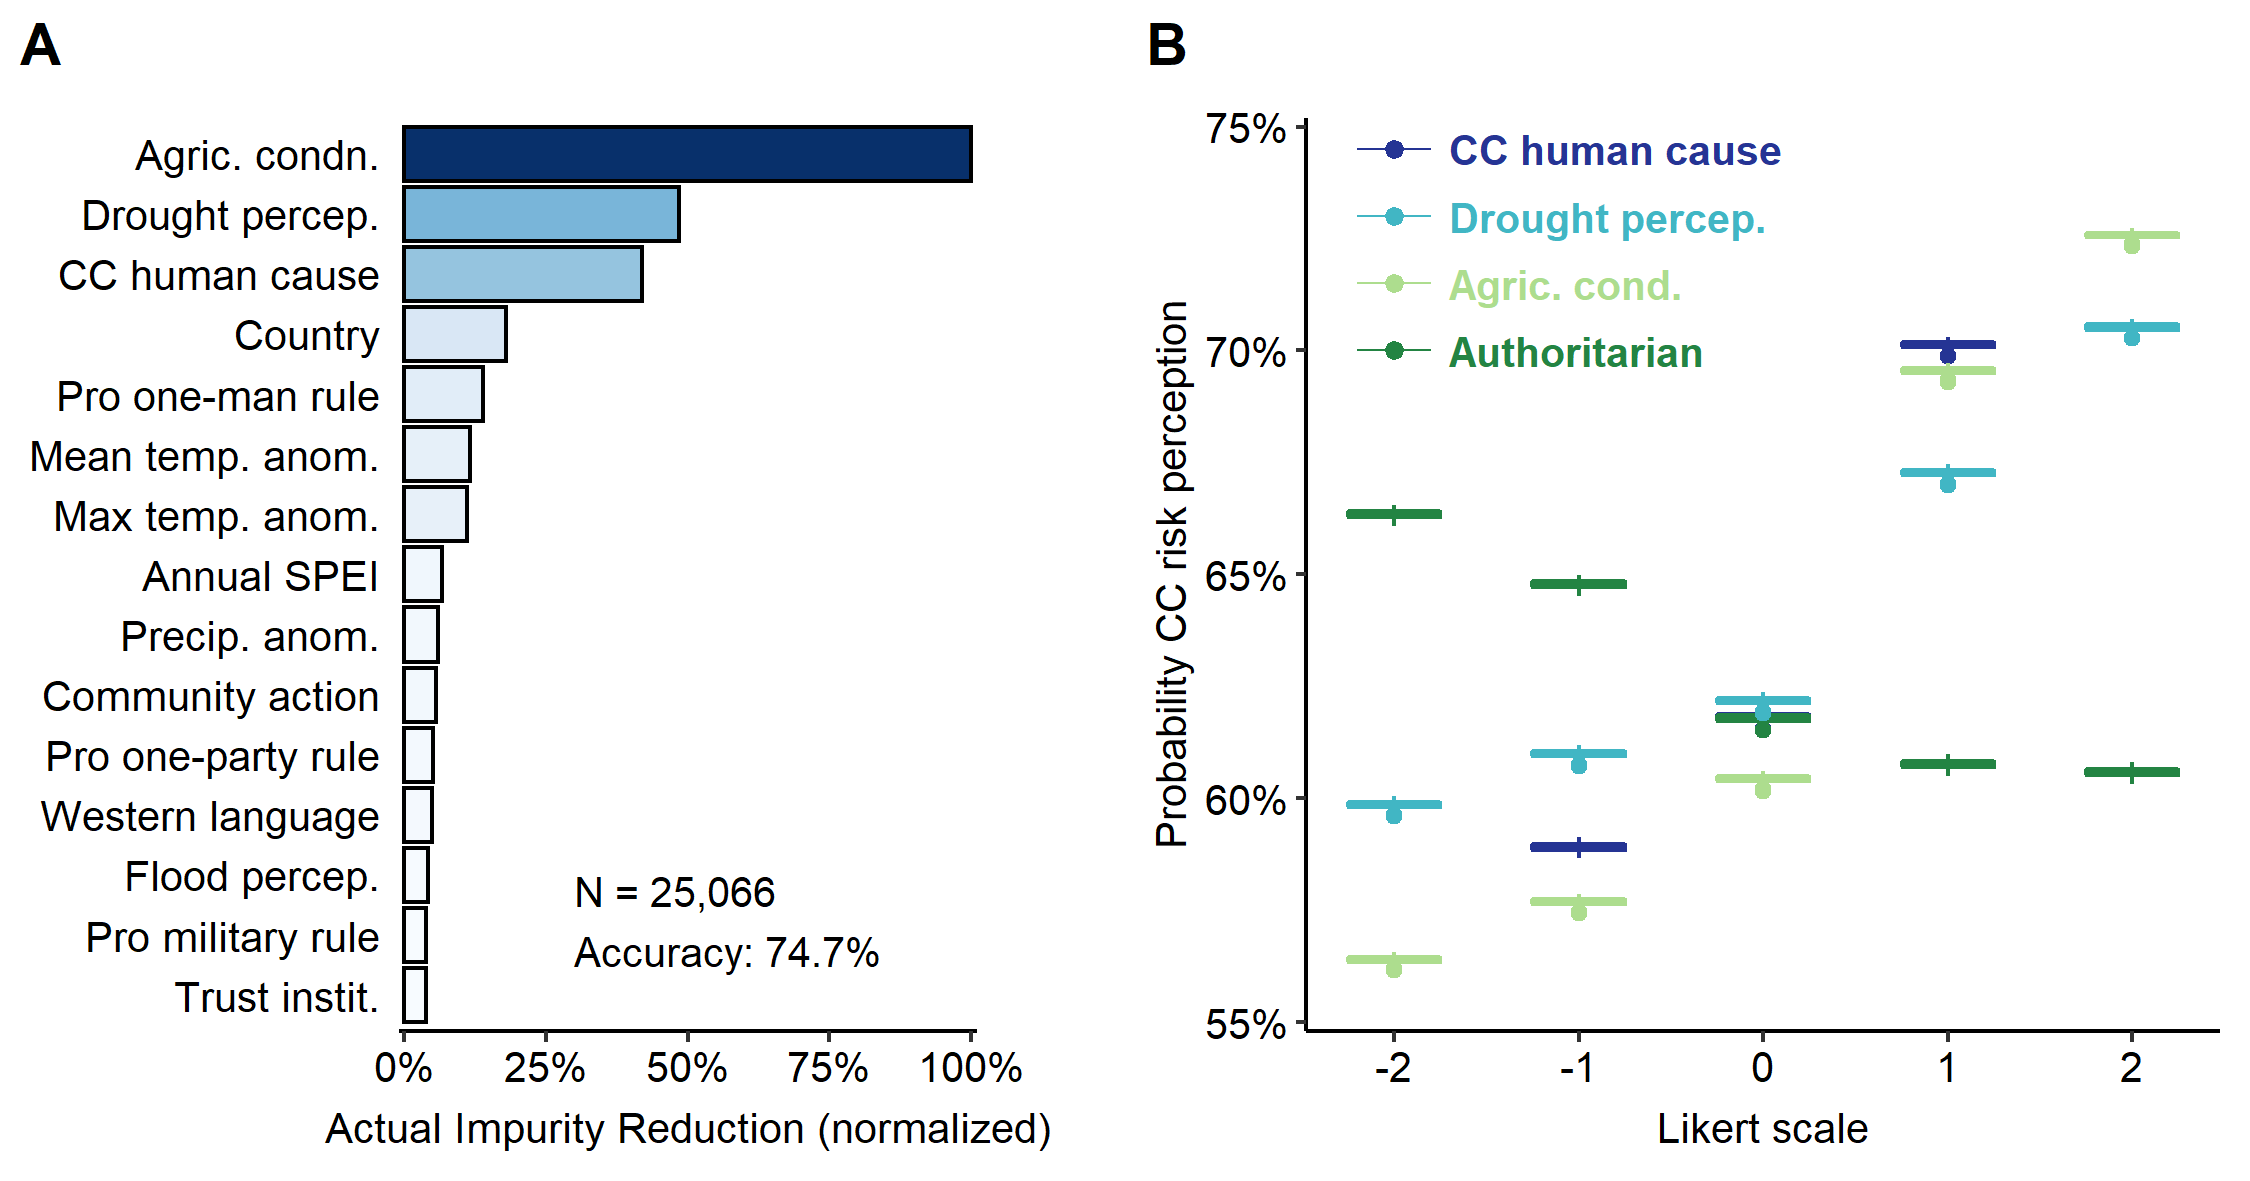 A
Agric. condn.
Drought percep.
CC human cause
Country
Pro one-man rule
Mean temp. anom.
Max temp. anom.
Annual SPEI
Precip. anom.
Community action
Pro one-party rule
Western language
Flood percep.
Pro military rule
Trust instit.
N = 25,066
Accuracy: 74.7%
0% 25% 50% 75% 100%
Actual Impurity Reduction (normalized)
B
Probability CC risk perception
75%
70%
65%
60%
55%
CC human cause
Drought percep.
Agric. cond.
Authoritarian
-2 -1 0 1 2
Likert scale